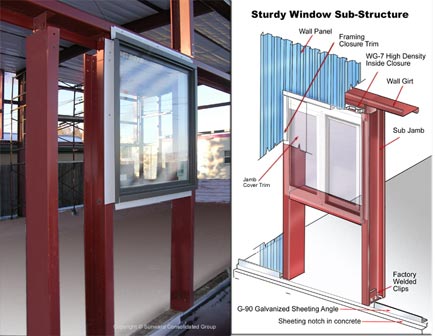 Sturdy Window Sub-Structure
Wall Panel
Framing
Closure Trim
WG-7 High Density
Inside Closure
Wall Girt
Sub Jamb
Jamb
Cover Trim
Factory
Welded
Clips
G-90 Galvanized Sheeting Angle
Sheeting notch in concrete
Copyright © Sunward Consolidated Group